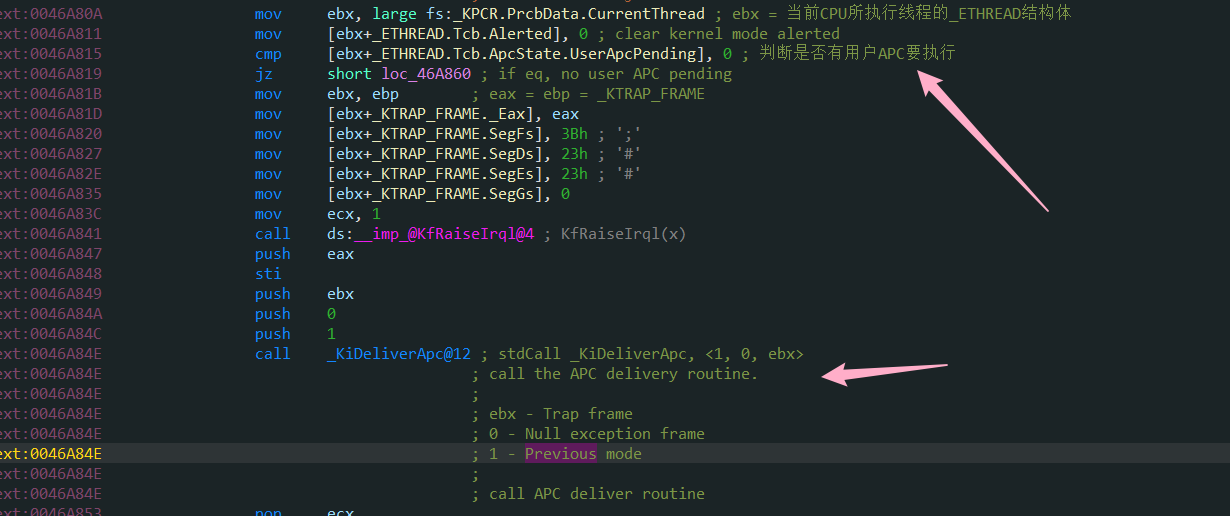 ext:0046A80A mov ebx, large fs:_KPCR.PrcbData.CurrentThread ; ebx = 当前CPU所执行线程的_ETHREAD结构体
ext:0046A811 mov [ebx+_ETHREAD.Tcb.Alerted], 0 ; clear kernel mode alerted
ext:0046A815 cmp [ebx+_ETHREAD.Tcb.ApcState.UserApcPending], 0 ; 判断是否有用户APC要执行
ext:0046A819 jz short loc_46A860 ; if eq, no user APC pending
ext:0046A81B mov ebx, ebp ; eax = ebp = _KTRAP_FRAME
ext:0046A81D mov [ebx+_KTRAP_FRAME._Eax], eax
ext:0046A820 mov [ebx+_KTRAP_FRAME.SegFs], 3Bh ; ';'
ext:0046A827 mov [ebx+_KTRAP_FRAME.SegDs], 23h ; '#'
ext:0046A82E mov [ebx+_KTRAP_FRAME.SegEs], 23h ; '#'
ext:0046A835 mov [ebx+_KTRAP_FRAME.SegGs], 0
ext:0046A83C mov ecx, 1
ext:0046A841 call ds:__imp_@KfRaiseIrql@4 ; KfRaiseIrql(x)
ext:0046A847 push eax
ext:0046A848 sti
ext:0046A849 push ebx
ext:0046A84A push 0
ext:0046A84C push 1
ext:0046A84E call _KiDeliverApc@12 ; stdCall _KiDeliverApc, <1, 0, ebx>
ext:0046A84E ; call the APC delivery routine.
ext:0046A84E ;
ext:0046A84E ; ebx - Trap frame
ext:0046A84E ; 0 - Null exception frame
ext:0046A84E ; 1 - Previous mode
ext:0046A84E ;
ext:0046A84E ; call APC deliver routine
ext:0046A853 pop ecx